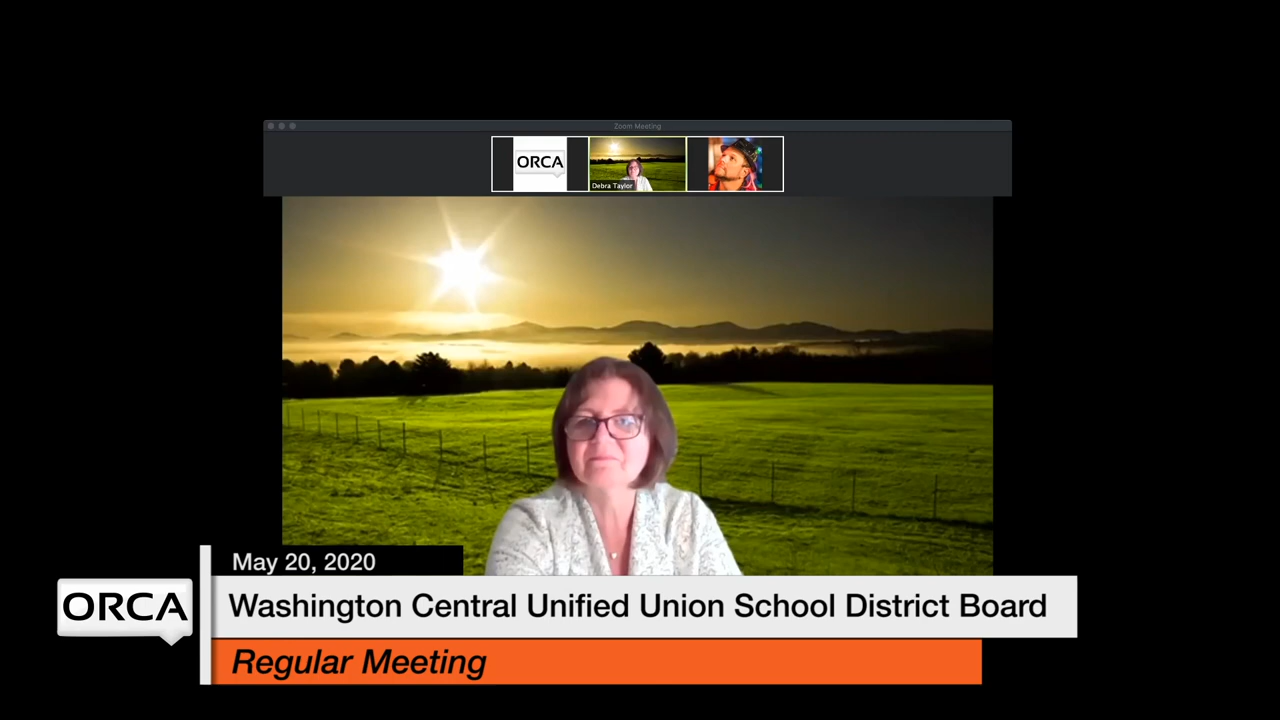 Zoom Meeting
ORCA
Debra Taylor
May 20, 2020
ORCA
Washington Central Unified Union School District Board
Regular Meeting